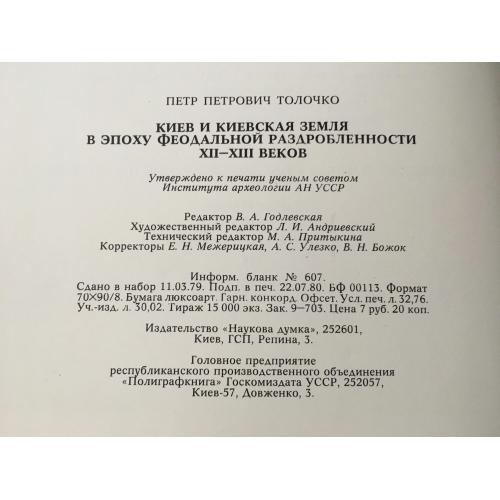 ПЕТР ПЕТРОВИЧ ТОЛОЧКО
КИЕВ И КИЕВСКАЯ ЗЕМЛЯ
В ЭПОХУ ФЕОДАЛЬНОЙ РАЗДРОБЛЕННОСТИ
XII—XIII ВЕКОВ
Утверждено к печати ученым советом
Института археологии АН УССР
Редактор В. А. Годлевская
Художественный редактор Л. И. Андриевский
Технический редактор М. А. Притыкина
Корректоры Е. Н. Межерицкая, А. С. Улезко, В. Н. Божок
Информ. бланк № 607.
Сдано в набор 11.03.79. Подп. в печ. 22.07.80. БФ 00113. Формат
70×90/8. Бумага люксоарт. Гарн. конкорд. Офсет. Усл. печ. л. 32,76.
Уч.-изд. л. 30,02. Тираж 15 000 экз. Зак. 9—703. Цена 7 руб. 20 коп.
Издательство «Наукова думка», 252601,
Киев, ГСП, Репина, 3.
Головное предприятие
республиканского производственного объединения
«Полиграфкнига» Госкомиздата УССР, 252057,
Киев-57, Довженко, 3.